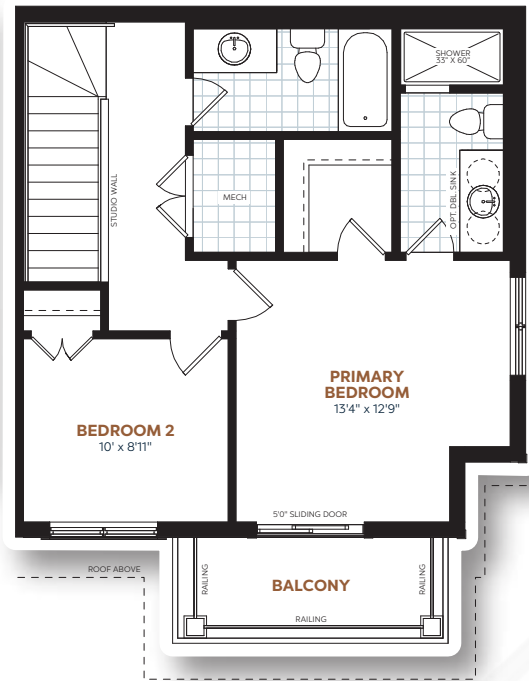 SHOWER
33" X 60"
STUDIO WALL
MECH
OPT. DBL. SINK
PRIMARY
BEDROOM
13'4" x 12'9"
BEDROOM 2
10' x 8'11"
5'0" SLIDING DOOR
ROOF ABOVE
RAILING
BALCONY
RAILING
RAILING